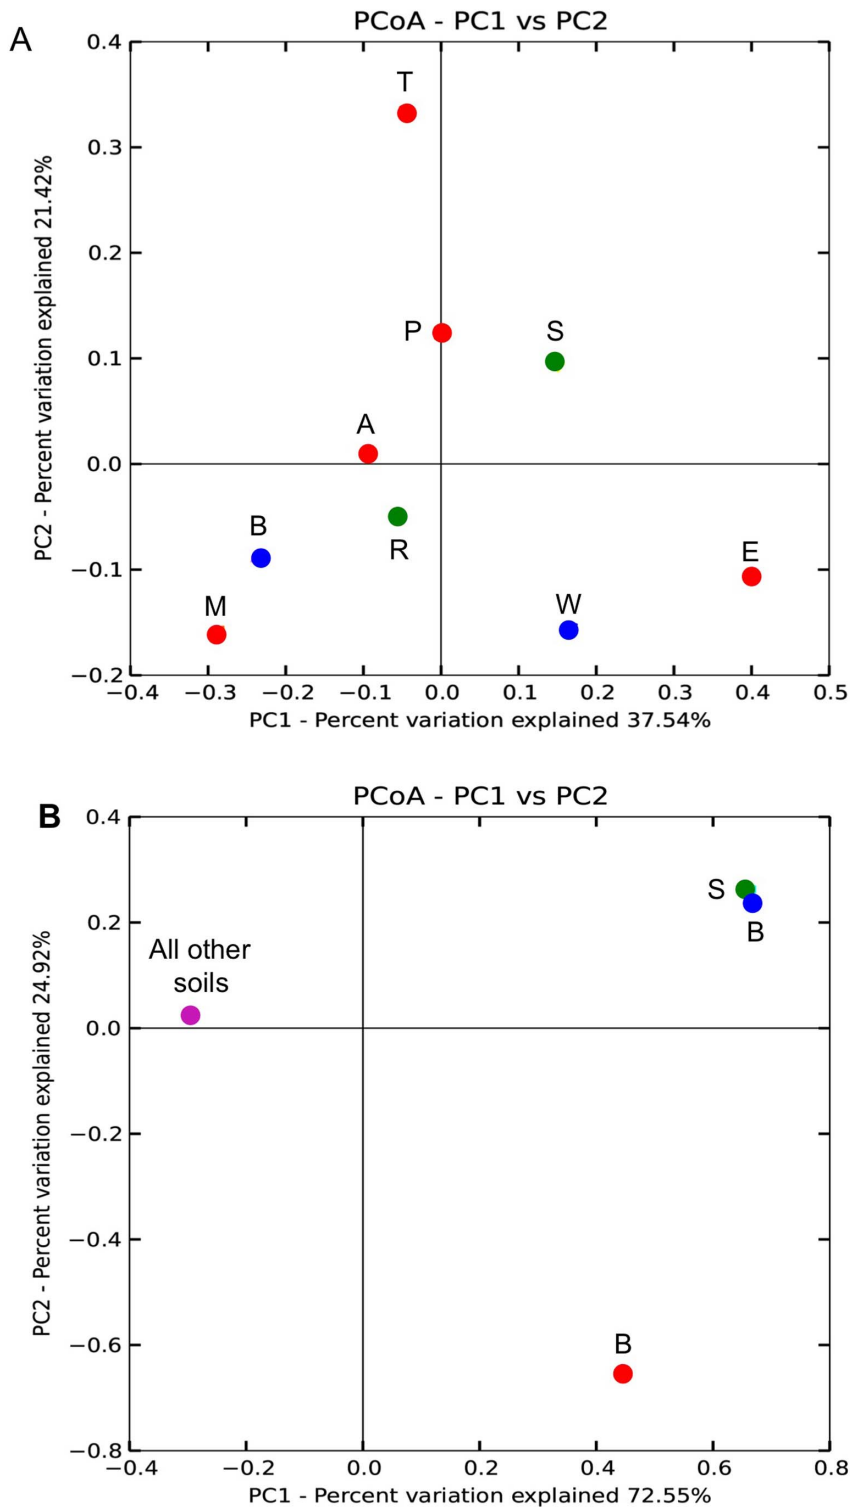 A
PCoA - PC1 vs PC2
0.4
0.3
0.2
0.1
0.0
−0.1
−0.2
PC2 - Percent variation explained 21.42%
T
P
S
A
B
R
M
W
E
−0.4 −0.3 −0.2 −0.1 0.0 0.1 0.2 0.3 0.4 0.5
PC1 - Percent variation explained 37.54%
B
PCoA - PC1 vs PC2
0.4
0.2
0.0
−0.2
−0.4
−0.6
−0.8
PC2 - Percent variation explained 24.92%
S
B
All other
soils
B
−0.4 −0.2 0.0 0.2 0.4 0.6 0.8
PC1 - Percent variation explained 72.55%